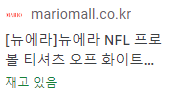 mario
mariomall.co.kr
[뉴에라]뉴에라 NFL 프로
볼 티셔츠 오프 화이트...
재고 있음